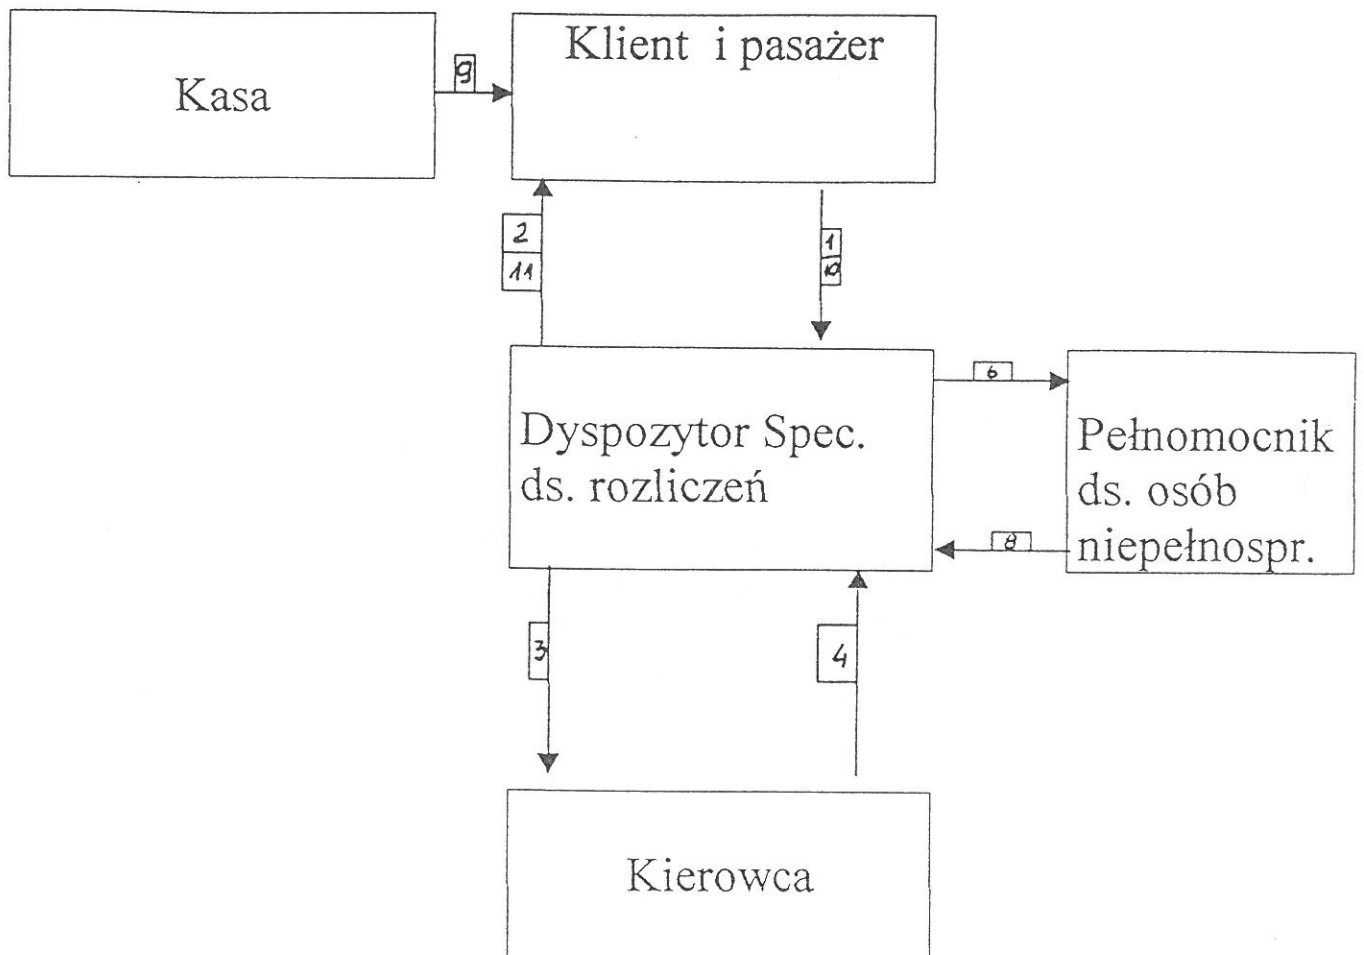 Klient i pasażer
Kasa
9
2
11
1
10
6
Dyspozytor Spec.
ds. rozliczeń
Pełnomocnik
ds. osób
niepełnospr.
8
3
4
Kierowca